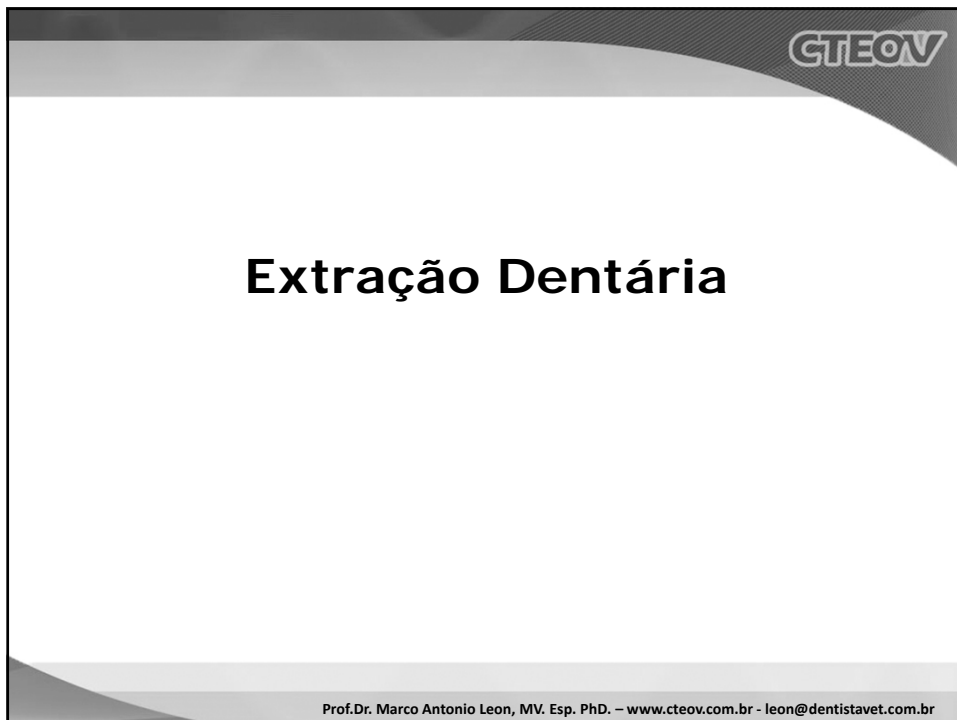 CTEOV
Extração Dentária
Prof.Dr. Marco Antonio Leon, MV. Esp. PhD. – www.cteov.com.br - leon@dentistavet.com.br